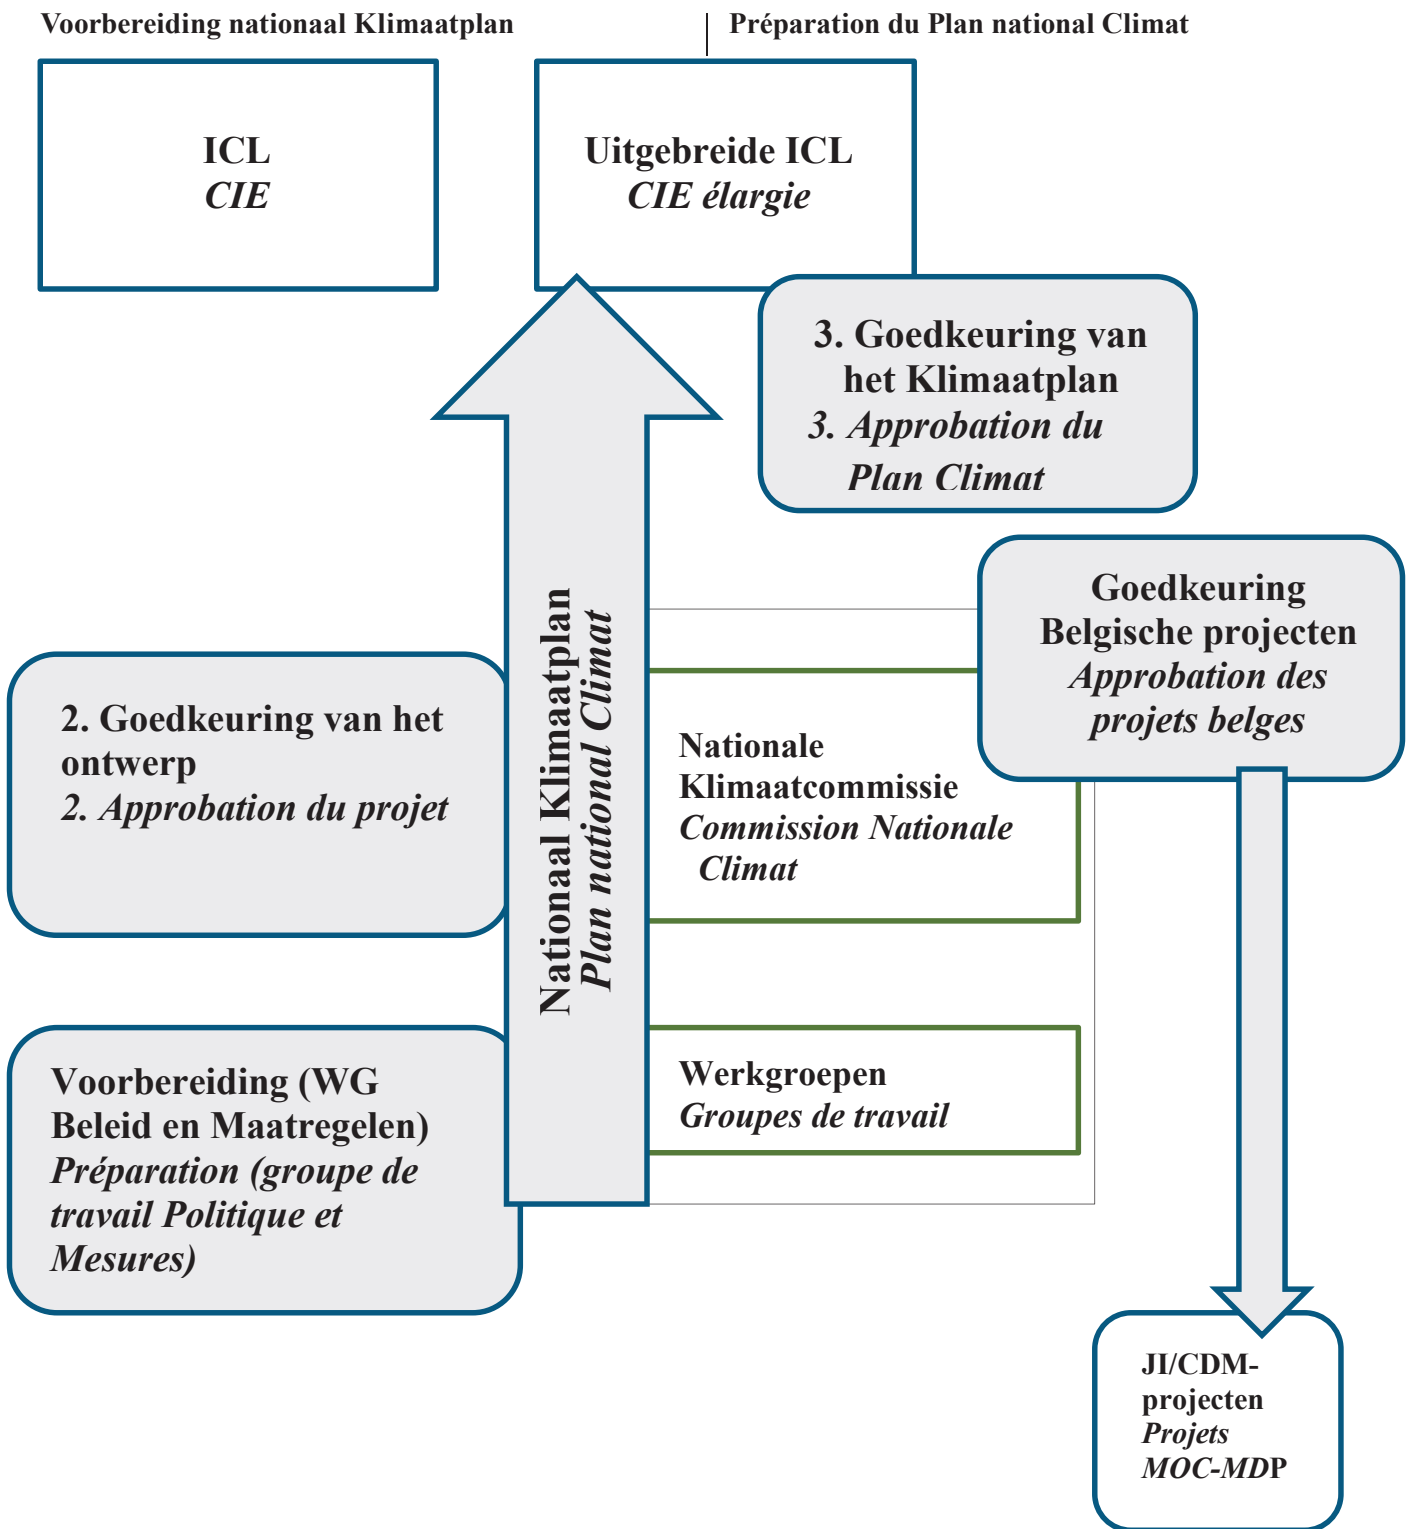 Voorbereiding nationaal Klimaatplan
Préparation du Plan national Climat
ICL
CIE
Uitgebreide ICL
CIE élargie
3. Goedkeuring van
het Klimaatplan
3. Approbation du
Plan Climat
Goedkeuring
Belgische projecten
Approbation des
projets belges
2. Goedkeuring van het
ontwerp
2. Approbation du projet
Nationaal Klimaatplan
Plan national Climat
Nationale
Klimaatcommissie
Commission Nationale
Climat
Voorbereiding (WG
Beleid en Maatregelen)
Préparation (groupe de
travail Politique et
Mesures)
Werkgroepen
Groupes de travail
JI/CDM-
projecten
Projets
MOC-MDP